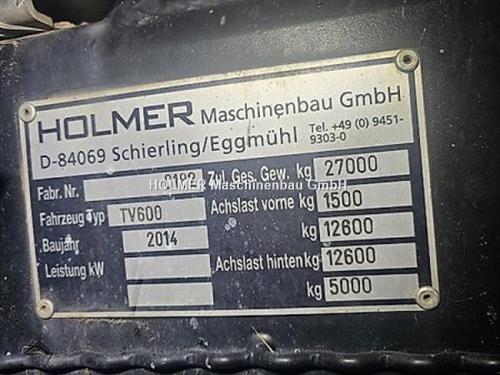 HOLMER Maschinenbau GmbH
D-84069 Schierling/Eggmühl Tel. +49 (0) 9451-
9303-0
Fabr. Nr. Zul. Ges. Gew. kg 27000
HOLMER Maschinenbau GmbH
Fahrzeug Typ TV600 Achslast vorne kg 1500
Baujahr 2014 kg 12600
Leistung kW Achslast hinten kg 12600
kg 5000